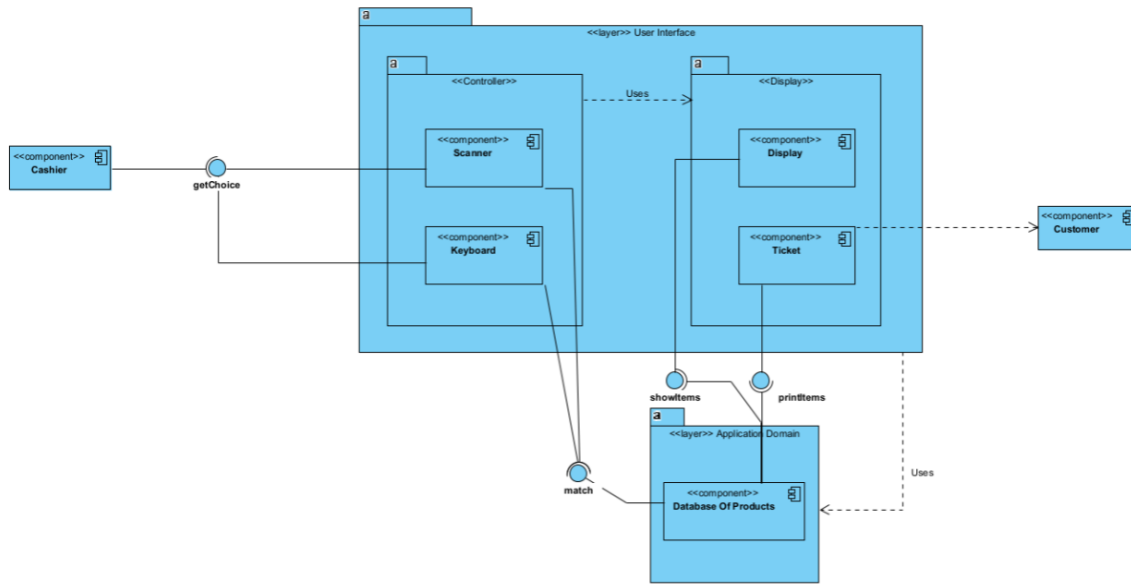 a
<<layer>> User Interface
a
<<Controller>>
Uses
a
<<Display>>
<<component>>
Scanner
<<component>>
Display
<<component>>
Cashier
getChoice
<<component>>
Keyboard
<<component>>
Ticket
<<component>>
Customer
showItems
printItems
a
<<layer>> Application Domain
Uses
match
<<component>>
Database Of Products